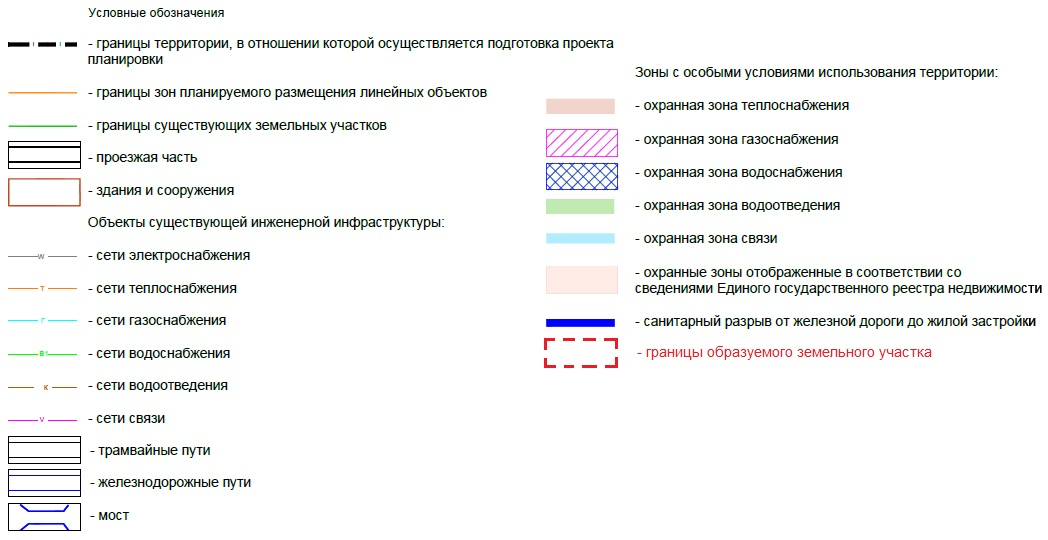 Условные обозначения
- границы территории, в отношении которой осуществляется подготовка проекта
планировки
- границы зон планируемого размещения линейных объектов
- границы существующих земельных участков
- проезжая часть
- здания и сооружения
Объекты существующей инженерной инфраструктуры:
W - сети электроснабжения
Т - сети теплоснабжения
Г - сети газоснабжения
В1 - сети водоснабжения
К - сети водоотведения
V - сети связи
- трамвайные пути
- железнодорожные пути
- мост
Зоны с особыми условиями использования территории:
- охранная зона теплоснабжения
- охранная зона газоснабжения
- охранная зона водоснабжения
- охранная зона водоотведения
- охранная зона связи
- охранные зоны отображенные в соответствии со
сведениями Единого государственного реестра недвижимости
- санитарный разрыв от железной дороги до жилой застройки
- границы образуемого земельного участка